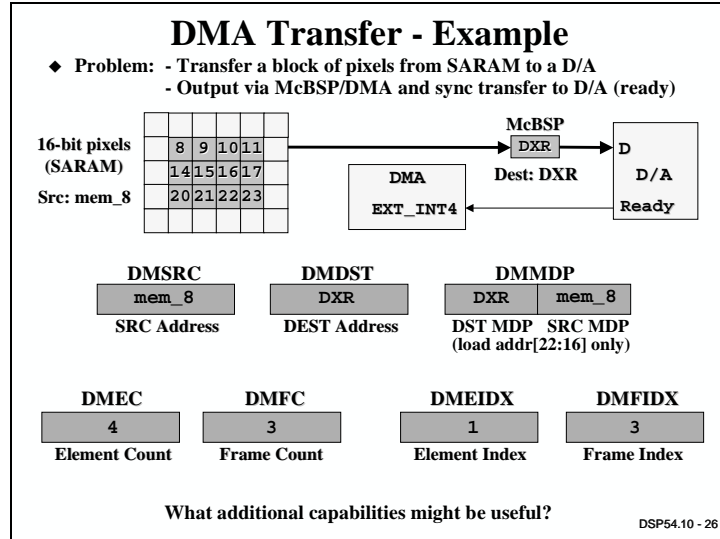 DMA Transfer - Example
◆ Problem: - Transfer a block of pixels from SARAM to a D/A
- Output via McBSP/DMA and sync transfer to D/A (ready)
16-bit pixels
(SARAM)
Src: mem_8
8 9 10 11
14 15 16 17
20 21 22 23
McBSP
DXR
Dest: DXR
DMA
EXT_INT4
D
D/A
Ready
DMSRC
mem_8
SRC Address
DMDST
DXR
DEST Address
DMMDP
DXR mem_8
DST MDP SRC MDP
(load addr[22:16] only)
DMEC
4
Element Count
DMFC
3
Frame Count
DMEIDX
1
Element Index
DMFIDX
3
Frame Index
What additional capabilities might be useful?
DSP54.10 - 26